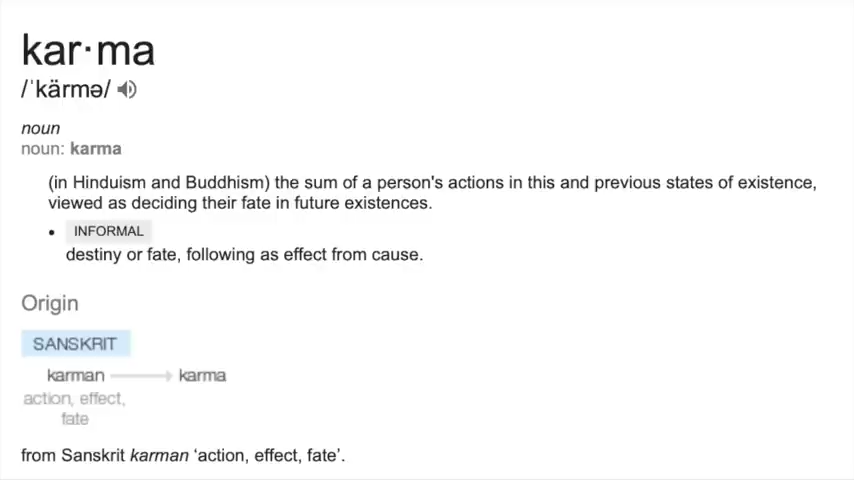 kar·ma
/ˈkärmə/
noun
noun: karma
(in Hinduism and Buddhism) the sum of a person's actions in this and previous states of existence,
viewed as deciding their fate in future existences.
• INFORMAL
destiny or fate, following as effect from cause.
Origin
SANSKRIT
karman → karma
action, effect,
fate
from Sanskrit karman ‘action, effect, fate’.